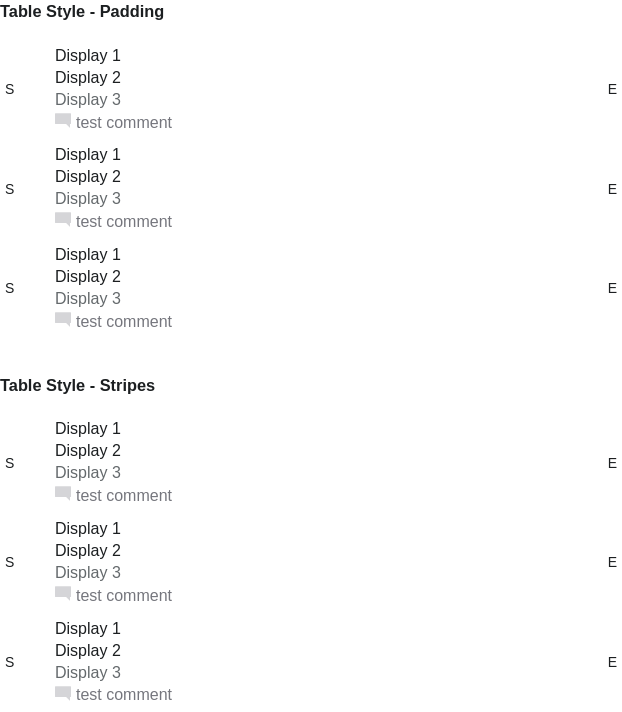 Table Style - Padding
Display 1
Display 2
S
E
Display 3
test comment
Display 1
Display 2
S
E
Display 3
test comment
Display 1
Display 2
S
E
Display 3
test comment
Table Style - Stripes
Display 1
Display 2
S
E
Display 3
test comment
Display 1
Display 2
S
E
Display 3
test comment
Display 1
Display 2
S
E
Display 3
test comment